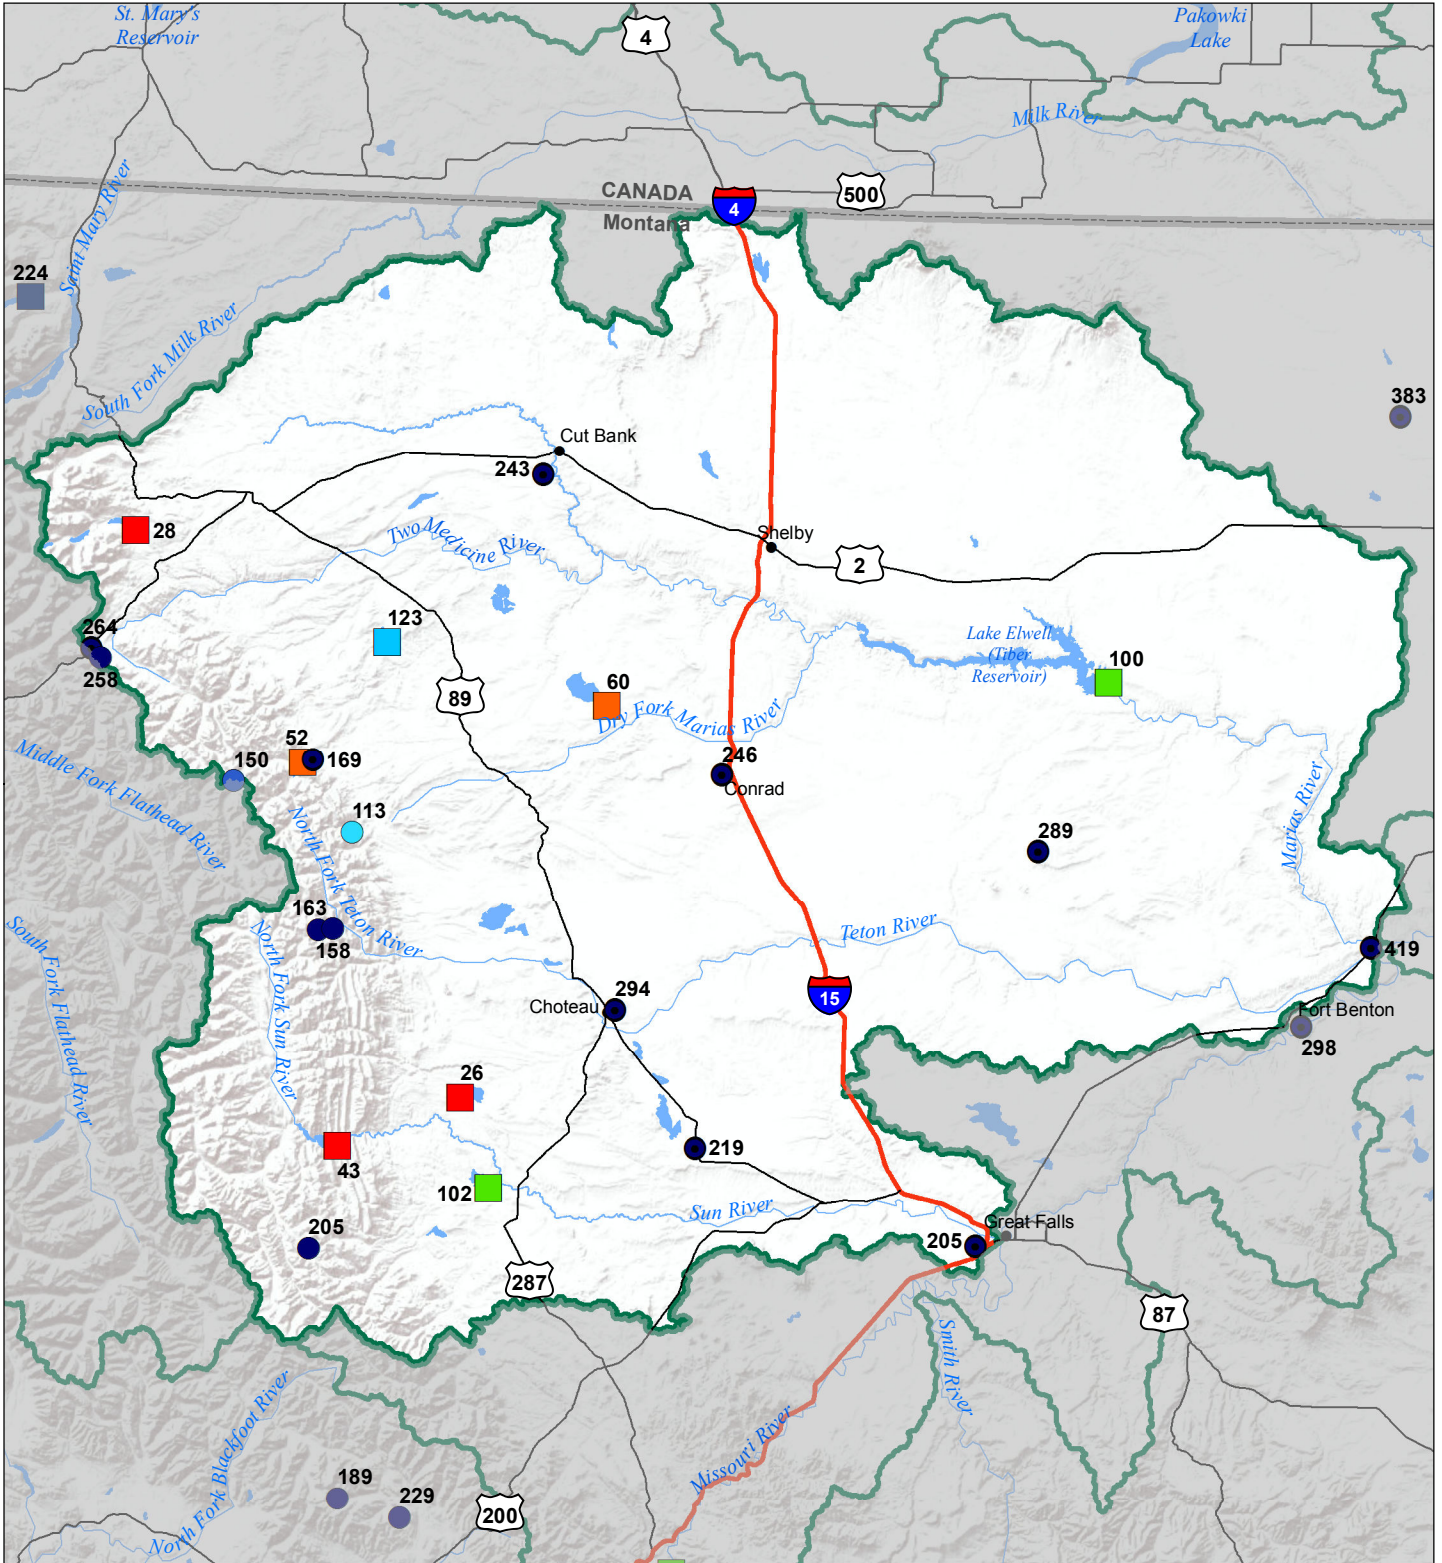 St. Mary's
Reservoir
4
Pakowki
Lake
Milk River
CANADA
Montana
4
500
Saint Mary River
224
South Fork Milk River
383
Cut Bank
243
28
Two Medicine River
Shelby
2
264
258
123
Lake Elwell
(Tiber
Reservoir)
100
89
60
Dry Fork Marias River
52
169
150
246
Conrad
Middle Fork Flathead River
113
North Fork Teton River
289
Marias River
163
158
South Fork Flathead River
North Fork Sun River
Teton River
419
294
Choteau
15
Fort Benton
298
26
43
219
102
Sun River
205
Great Falls
205
287
87
Smith River
North Fork Blackfoot River
Missouri River
189
229
200